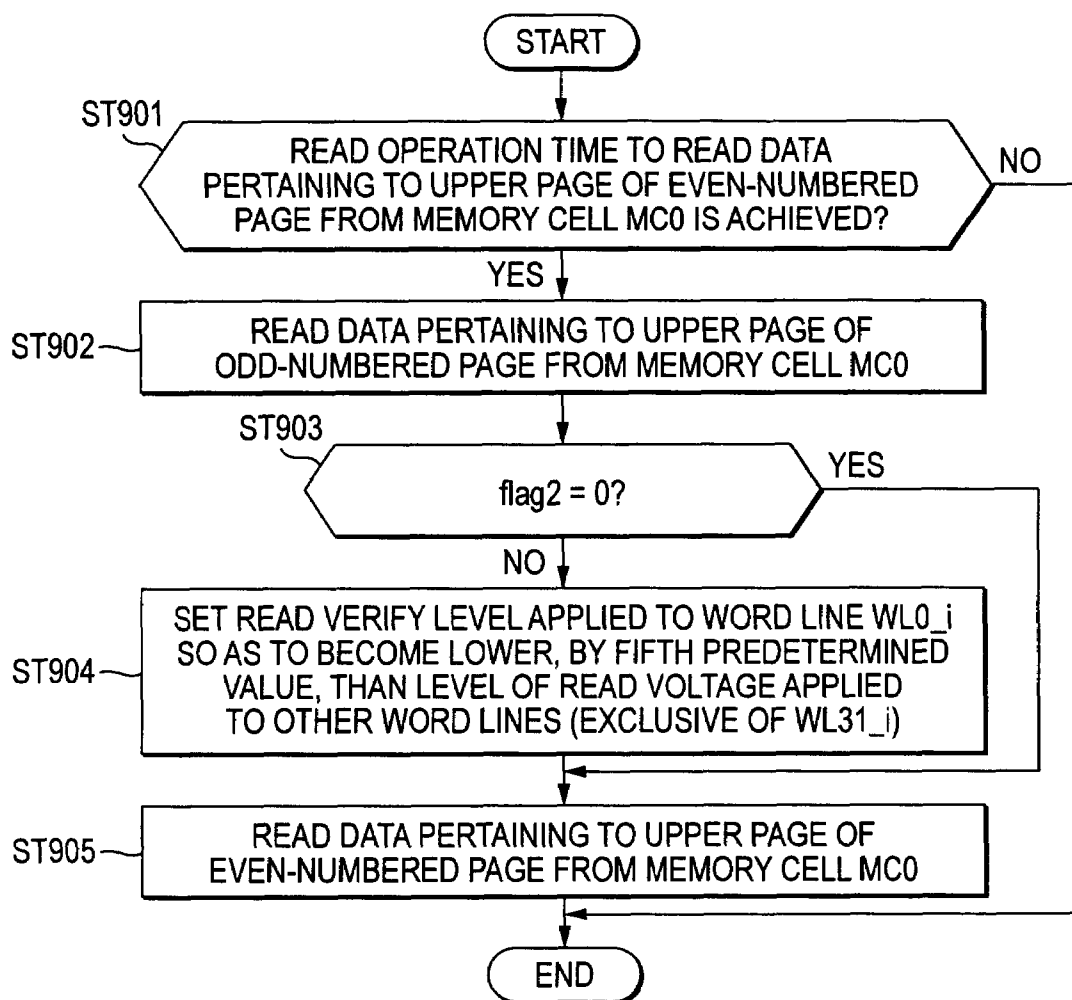 START
ST901
READ OPERATION TIME TO READ DATA
PERTAINING TO UPPER PAGE OF EVEN-NUMBERED
PAGE FROM MEMORY CELL MC0 IS ACHIEVED?
NO
YES
ST902
READ DATA PERTAINING TO UPPER PAGE OF
ODD-NUMBERED PAGE FROM MEMORY CELL MC0
ST903
flag2 = 0?
YES
NO
ST904
SET READ VERIFY LEVEL APPLIED TO WORD LINE WL0_i
SO AS TO BECOME LOWER, BY FIFTH PREDETERMINED
VALUE, THAN LEVEL OF READ VOLTAGE APPLIED
TO OTHER WORD LINES (EXCLUSIVE OF WL31_i)
ST905
READ DATA PERTAINING TO UPPER PAGE OF
EVEN-NUMBERED PAGE FROM MEMORY CELL MC0
END